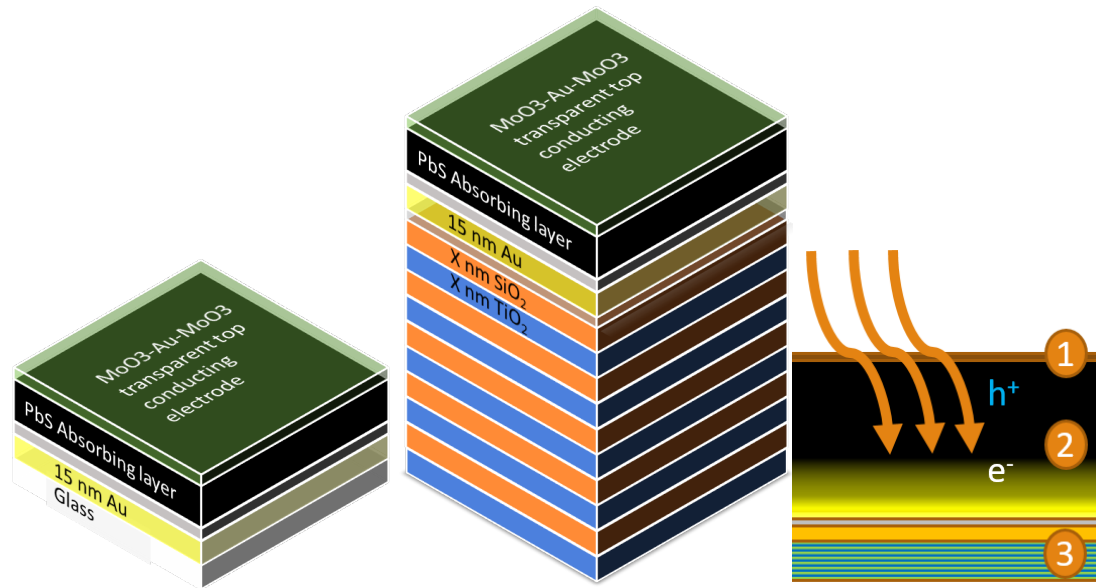 MoO3-Au-MoO3
transparent top
conducting
electrode
PbS Absorbing layer
15 nm Au
Glass
MoO3-Au-MoO3
transparent top
conducting
electrode
PbS Absorbing layer
15 nm Au
X nm SiO₂
X nm TiO₂
1
h⁺
2
e⁻
3